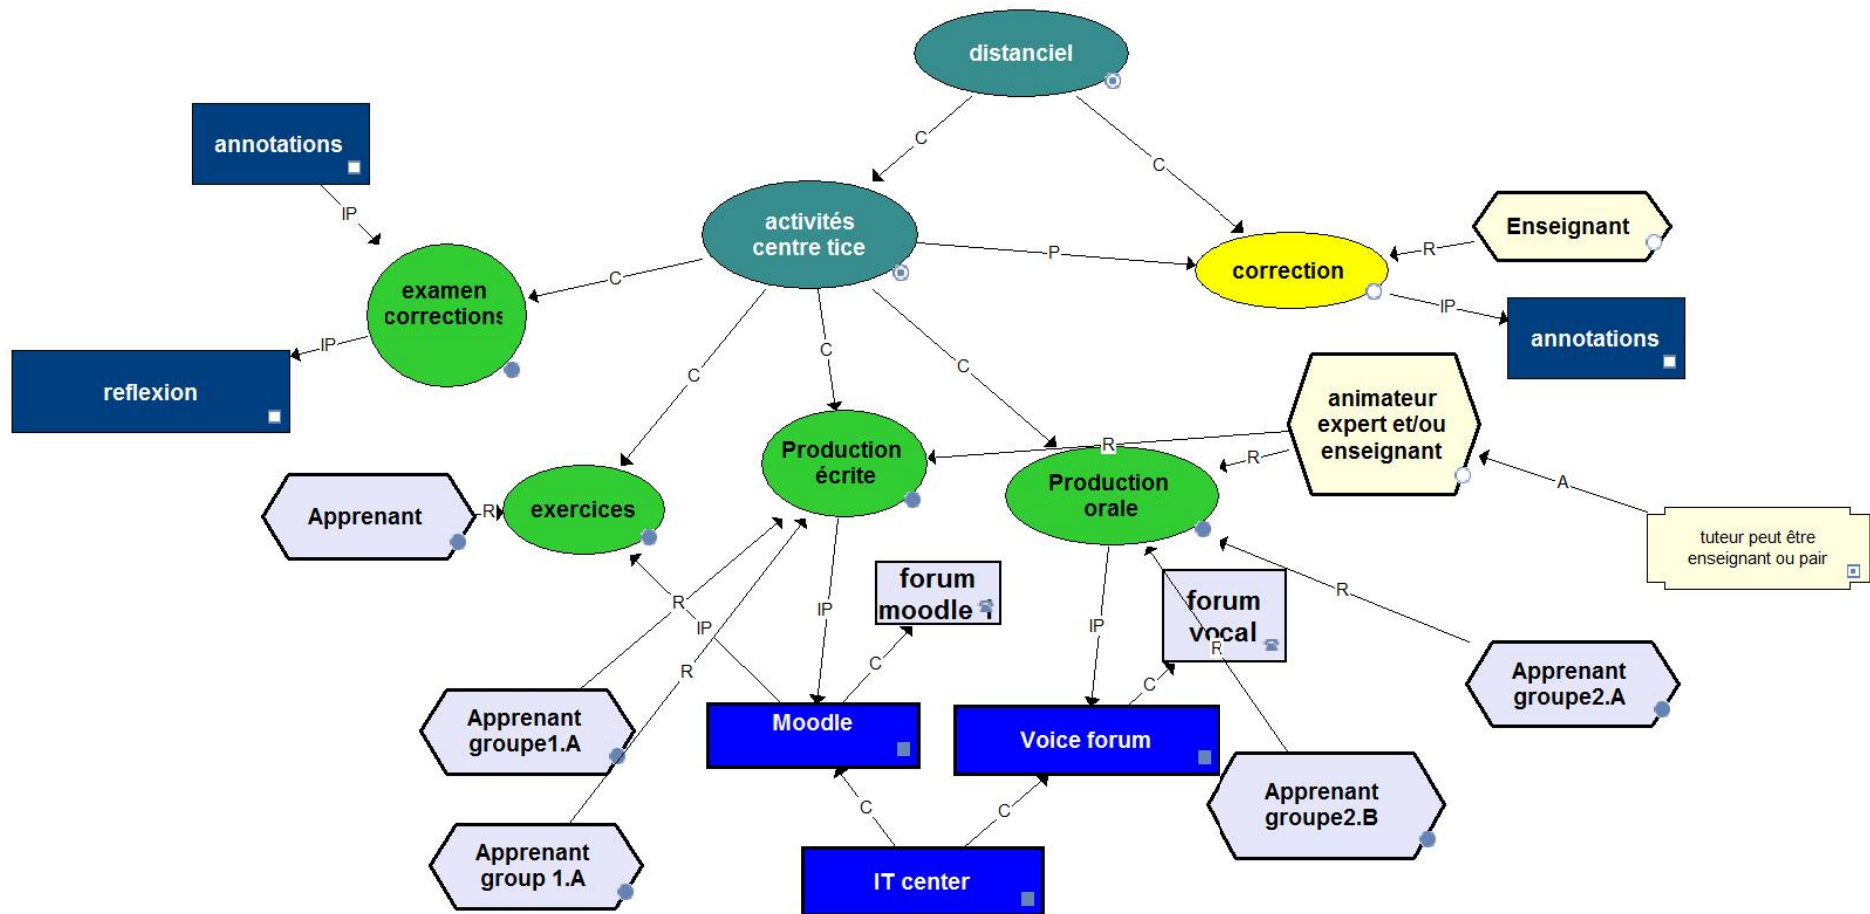 distanciel
C
C
annotations
IP
activités
centre tice
P
Enseignant
R
correction
IP
annotations
C
examen
corrections
IP
reflexion
C
C
C
animateur
expert et/ou
enseignant
R
R
A
tuteur peut être
enseignant ou pair
Production
écrite
Production
orale
Apprenant
R
exercices
forum
moodle 1
forum
vocal
R
IP
IP
IP
R
R
R
C
C
Apprenant
groupe1.A
Moodle
Voice forum
Apprenant
groupe2.A
Apprenant
groupe2.B
C
C
Apprenant
group 1.A
IT center